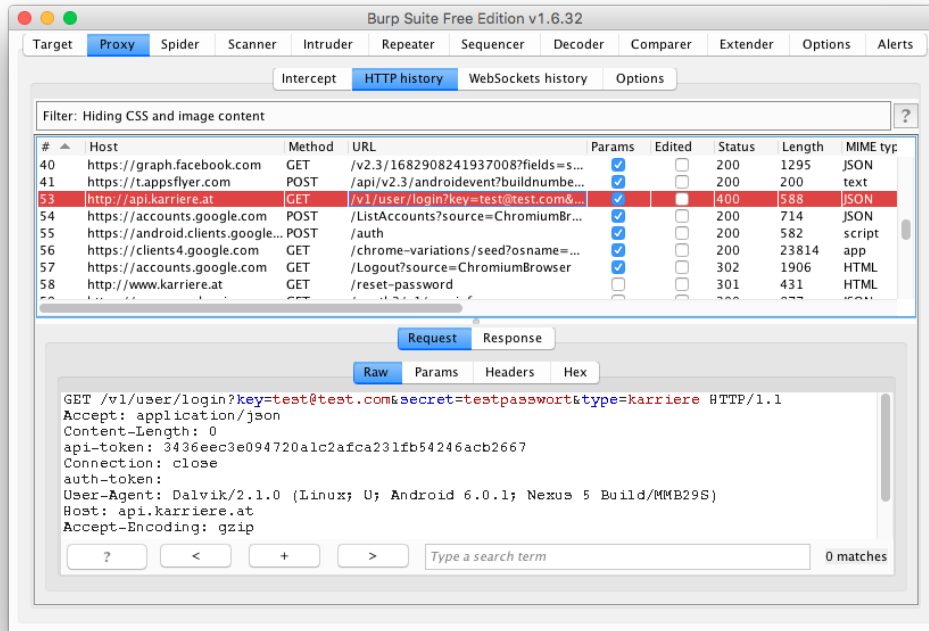 Burp Suite Free Edition v1.6.32
Target Proxy Spider Scanner Intruder Repeater Sequencer Decoder Comparer Extender Options Alerts
Intercept HTTP history WebSockets history Options
Filter: Hiding CSS and image content ?
# Host Method URL Params Edited Status Length MIME typ
40 https://graph.facebook.com GET /v2.3/1682908241937008?fields=s... 200 1295 JSON
41 https://t.appsflyer.com POST /api/v2.3/androidevent?buildnumbe... 200 200 text
53 http://api.karriere.at GET /v1/user/login?key=test@test.com&... 400 588 JSON
54 https://accounts.google.com POST /ListAccounts?source=ChromiumBr... 200 714 JSON
55 https://android.clients.google... POST /auth 200 582 script
56 https://clients4.google.com GET /chrome-variations/seed?osname=... 200 23814 app
57 https://accounts.google.com GET /Logout?source=ChromiumBrowser 302 1906 HTML
58 http://www.karriere.at GET /reset-password 301 431 HTML
Request Response
Raw Params Headers Hex
GET /v1/user/login?key=test@test.com&secret=testpasswort&type=karriere HTTP/1.1
Accept: application/json
Content-Length: 0
api-token: 3436eec3e094720a1c2afca231fb54246acb2667
Connection: close
auth-token:
User-Agent: Dalvik/2.1.0 (Linux; U; Android 6.0.1; Nexus 5 Build/MMB29S)
Host: api.karriere.at
Accept-Encoding: gzip
? < + > Type a search term 0 matches